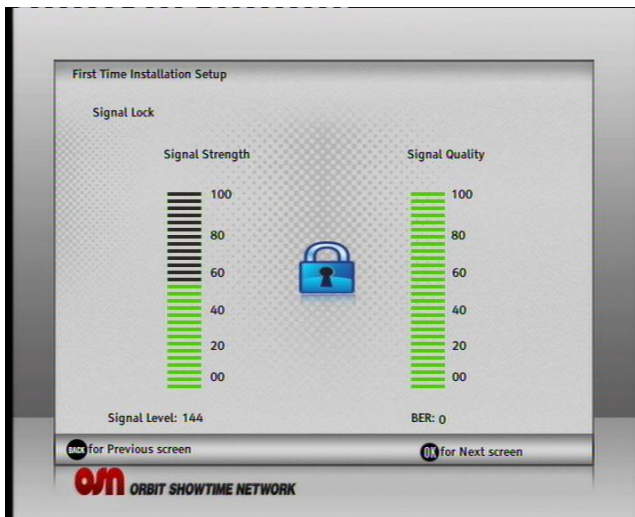 First Time Installation Setup
Signal Lock
Signal Strength
Signal Quality
100
80
60
40
20
00
100
80
60
40
20
00
Signal Level: 144
BER: 0
BACK for Previous screen
OK for Next screen
OSN ORBIT SHOWTIME NETWORK